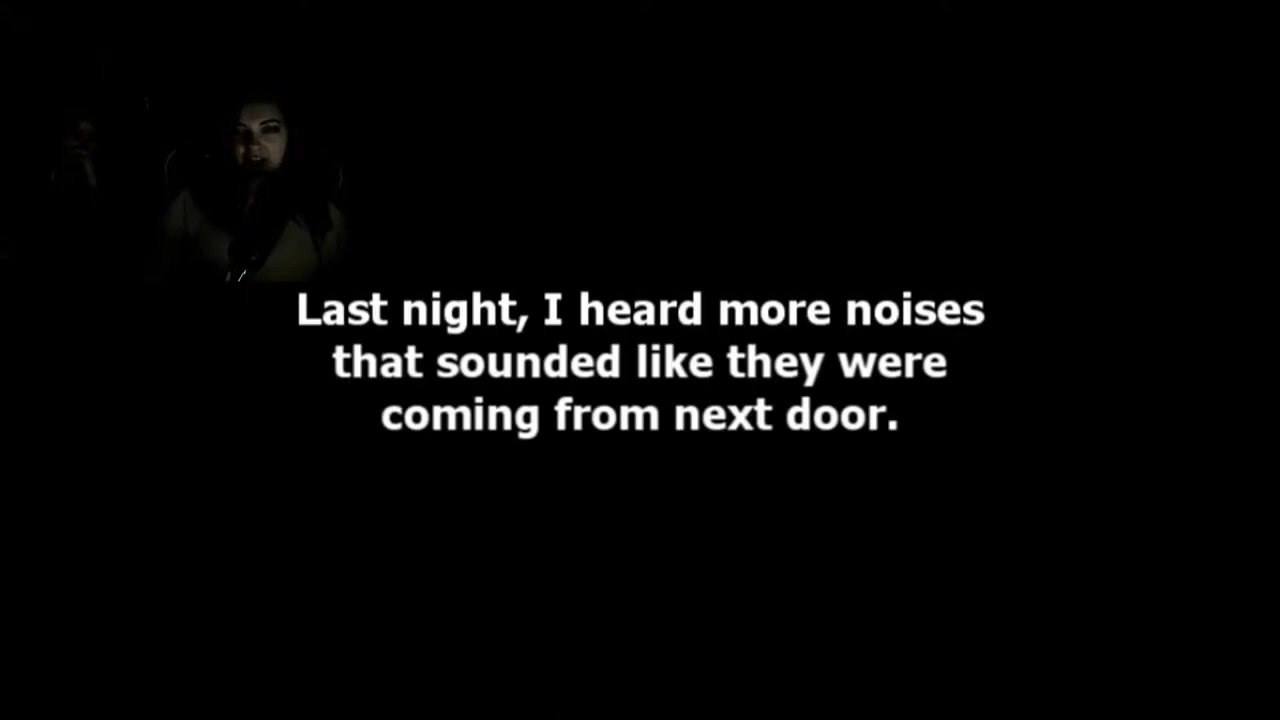 Last night, I heard more noises
that sounded like they were
coming from next door.